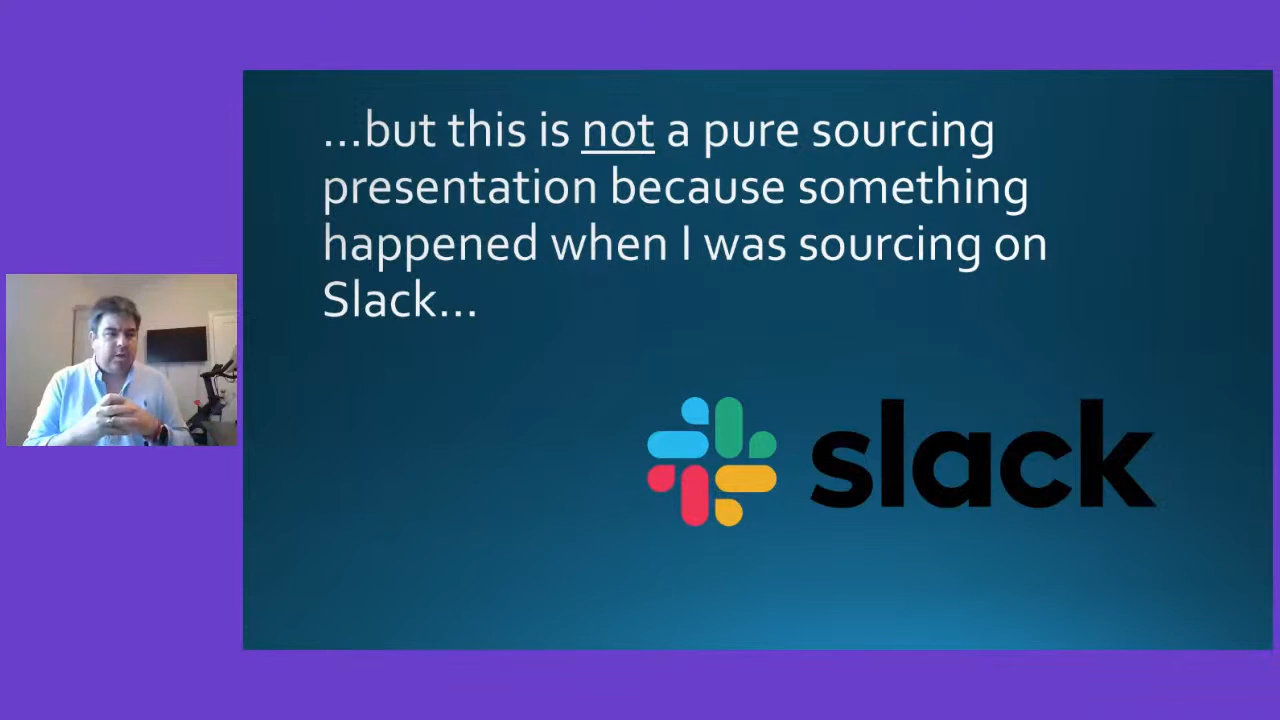 ...but this is not a pure sourcing
presentation because something
happened when I was sourcing on
Slack...
slack